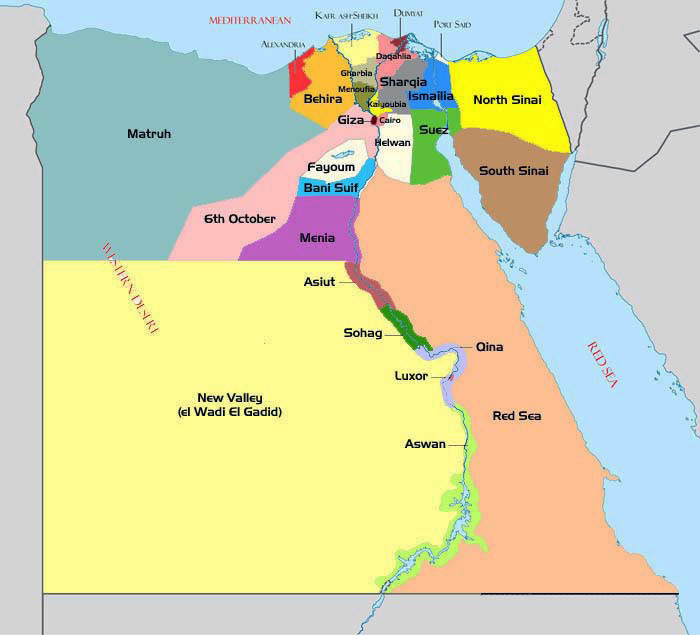 MEDITERRANEAN
KAFR ASH-SHEIKH
DUMYAT
PORT SAID
ALEXANDRIA
Daqahlia
Gharbia
Menoufia
Sharqia
Kalyoubia
Ismailia
Behira
North Sinai
Matruh
Giza
Cairo
Suez
Helwan
Fayoum
South Sinai
Bani Suif
6th October
Menia
WESTERN DESERT
Asiut
Sohag
Qina
RED SEA
Luxor
New Valley
(el Wadi El Gadid)
Red Sea
Aswan